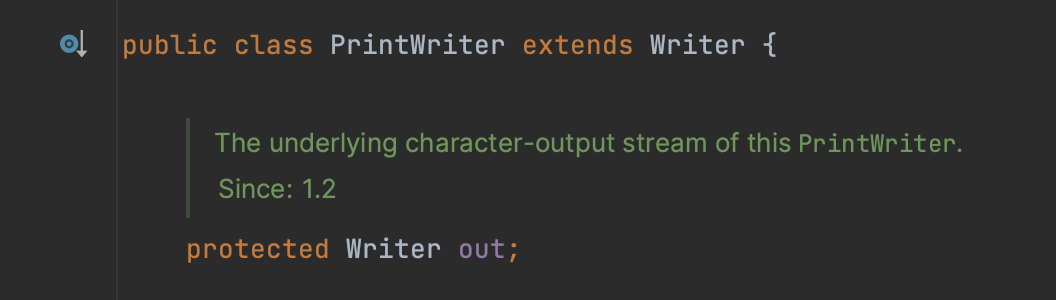 public class PrintWriter extends Writer {
The underlying character-output stream of this PrintWriter.
Since: 1.2
protected Writer out;